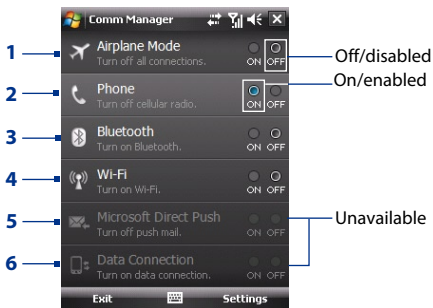 Comm Manager
1 Airplane Mode
Turn off all connections.
ON OFF
Off/disabled
On/enabled
2 Phone
Turn off cellular radio.
ON OFF
3 Bluetooth
Turn on Bluetooth.
ON OFF
4 Wi-Fi
Turn on Wi-Fi.
ON OFF
5 Microsoft Direct Push
Turn off push mail.
ON OFF
Unavailable
6 Data Connection
Turn on data connection.
ON OFF
Exit Settings